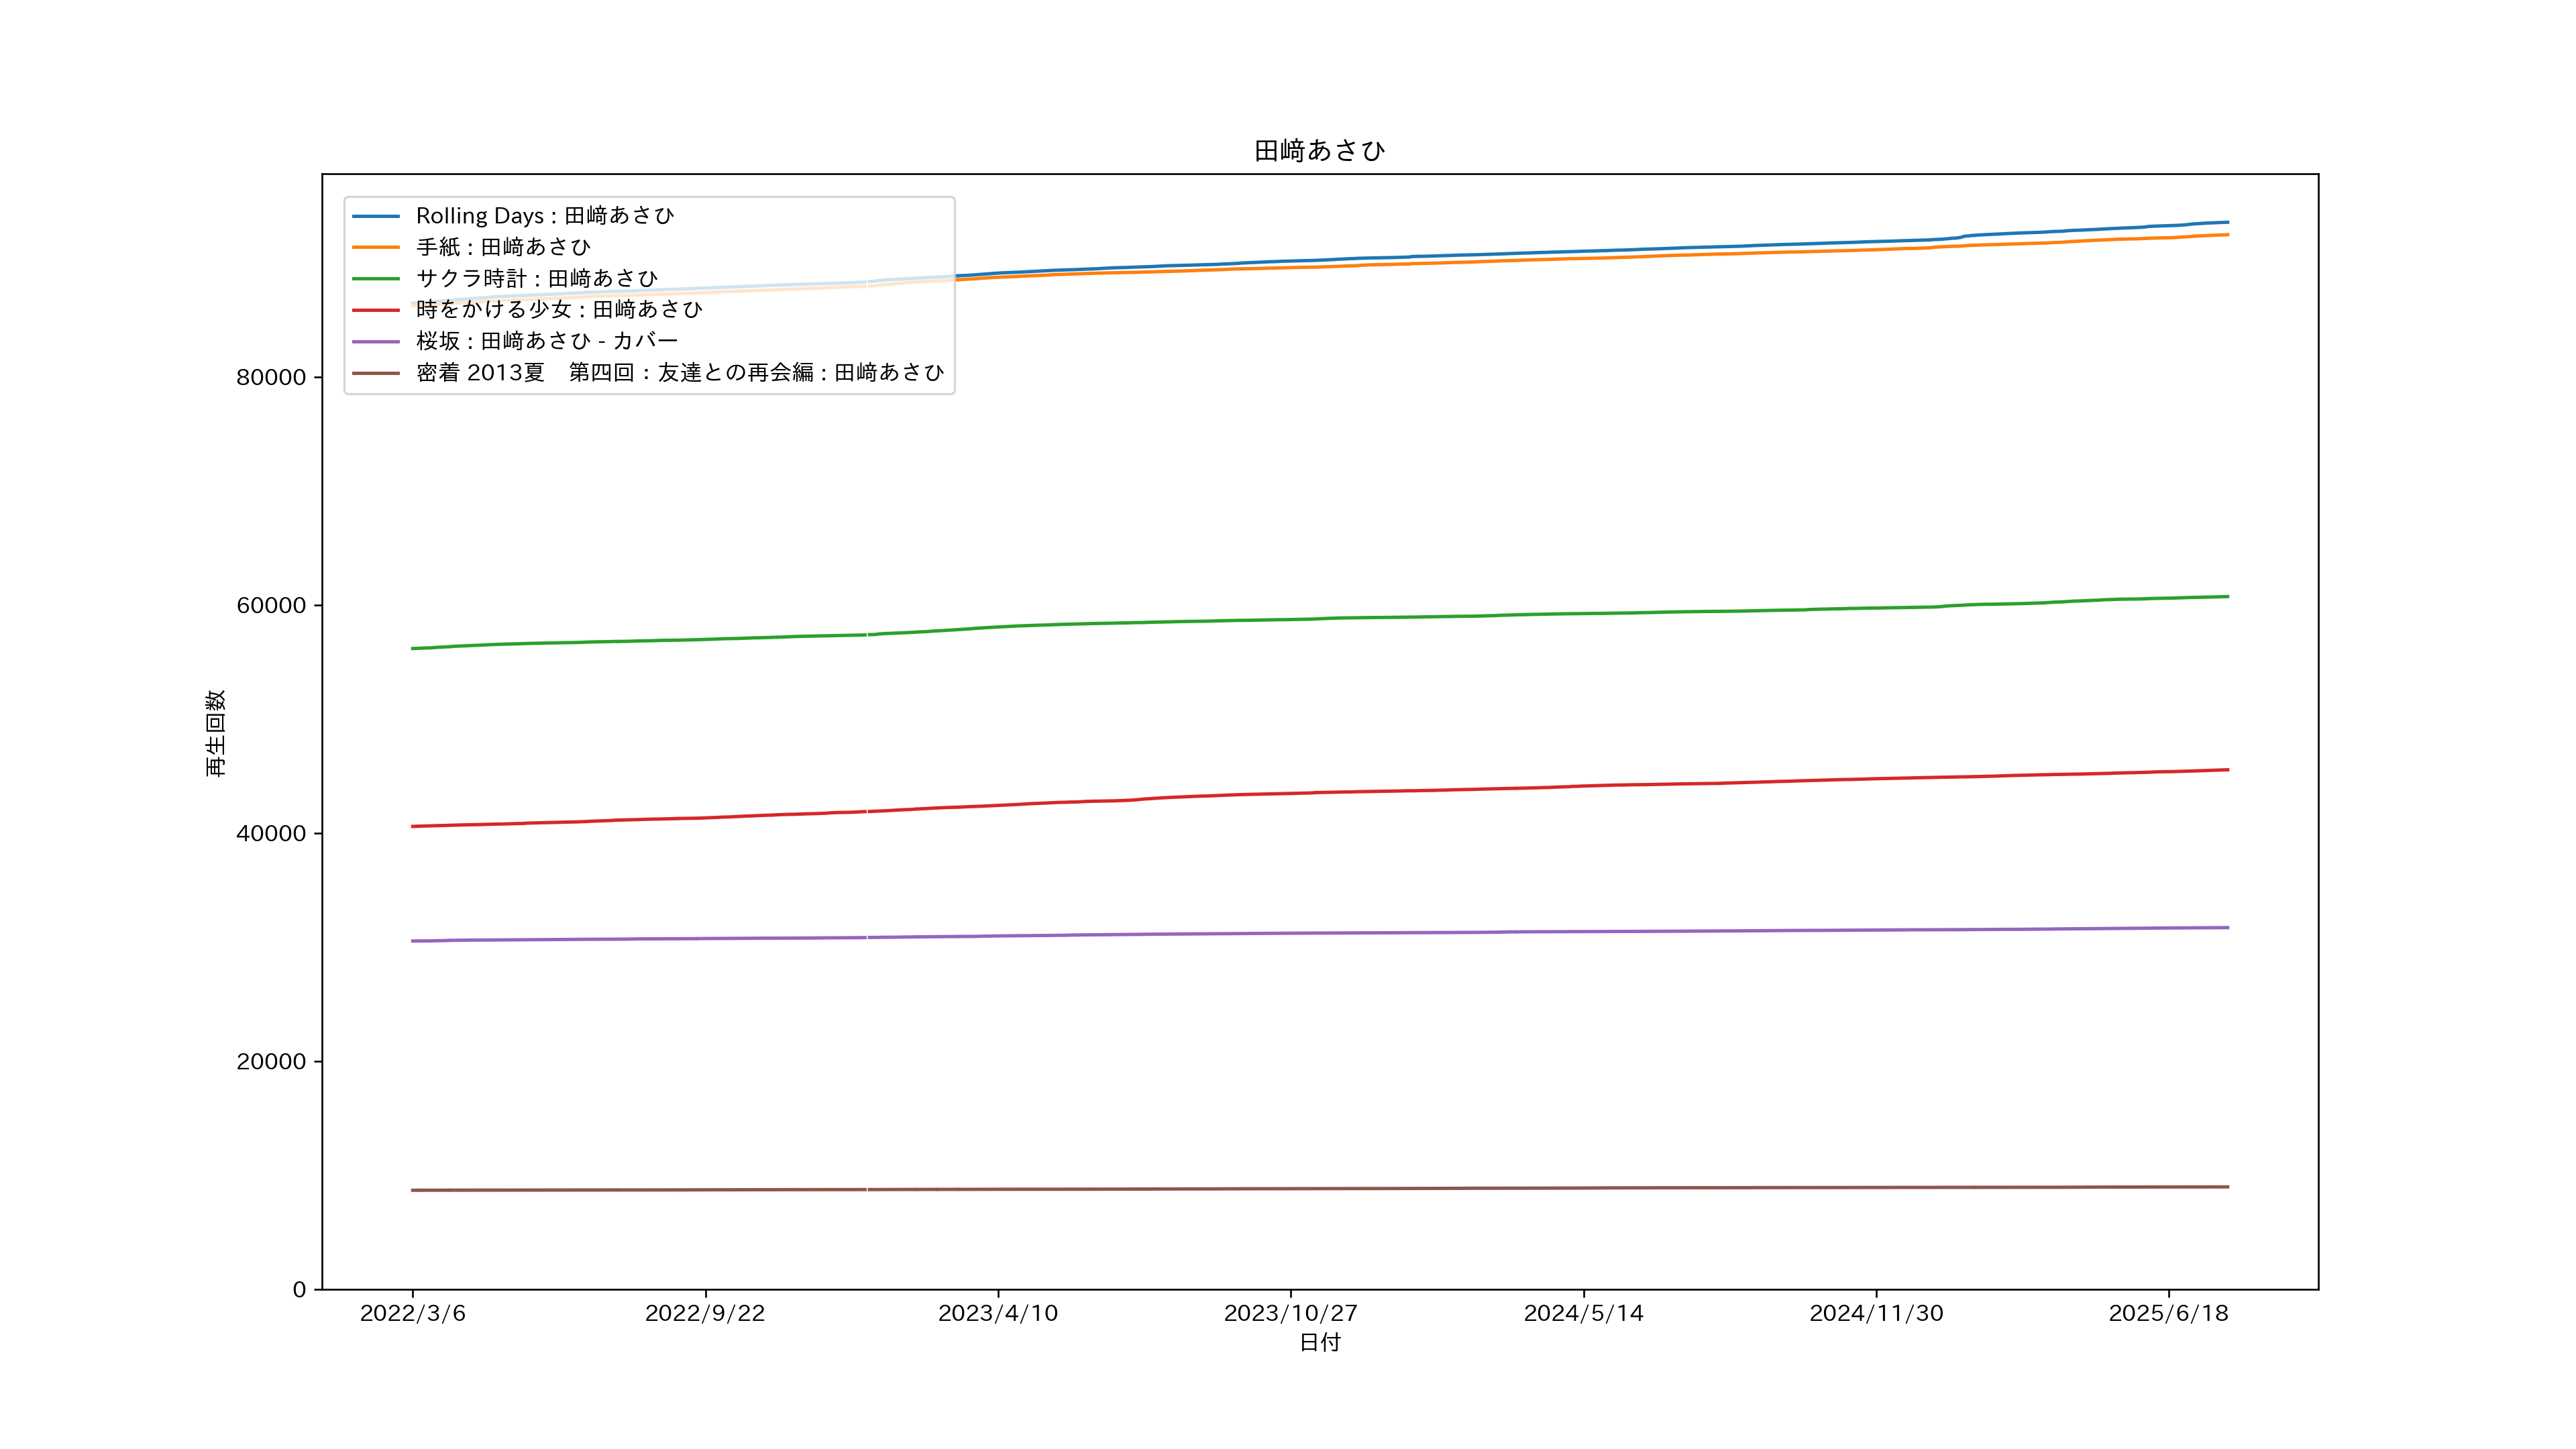 田﨑あさひ
Rolling Days : 田﨑あさひ
手紙 : 田﨑あさひ
サクラ時計 : 田﨑あさひ
時をかける少女 : 田﨑あさひ
桜坂 : 田﨑あさひ - カバー
密着 2013夏　第四回：友達との再会編 : 田﨑あさひ
80000
60000
40000
20000
0
再生回数
2022/3/6 2022/9/22 2023/4/10 2023/10/27 2024/5/14 2024/11/30 2025/6/18
日付